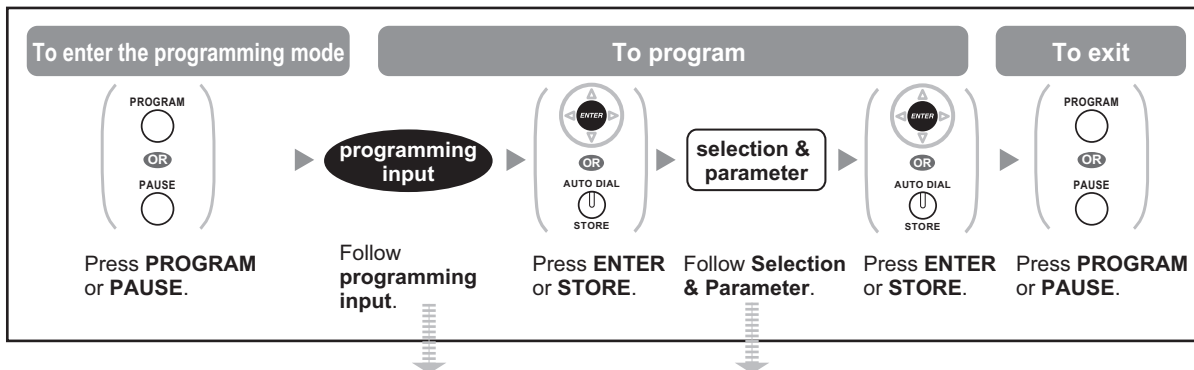 To enter the programming mode
To program
To exit
PROGRAM
OR
PAUSE
programming
input
ENTER
OR
AUTO DIAL
STORE
selection &
parameter
ENTER
OR
AUTO DIAL
STORE
PROGRAM
OR
PAUSE
Press PROGRAM
or PAUSE.
Follow
programming
input.
Press ENTER
or STORE.
Follow Selection
& Parameter.
Press ENTER
or STORE.
Press PROGRAM
or PAUSE.